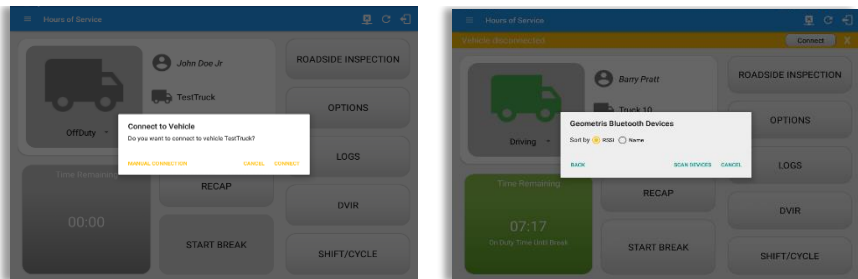 Hours of Service
John Doe Jr
TestTruck
OffDuty
Connect to Vehicle
Do you want to connect to vehicle TestTruck?
MANUAL CONNECTION CANCEL CONNECT
Time Remaining
00:00
RECAP
START BREAK
ROADSIDE INSPECTION
OPTIONS
LOGS
DVIR
SHIFT/CYCLE
Hours of Service
Vehicle disconnected
Connect X
Barry Pratt
Truck 10
Driving
Geometris Bluetooth Devices
Sort by RSSI Name
BACK SCAN DEVICES CANCEL
Time Remaining
07:17
On Duty Time Until Break
RECAP
START BREAK
ROADSIDE INSPECTION
OPTIONS
LOGS
DVIR
SHIFT/CYCLE